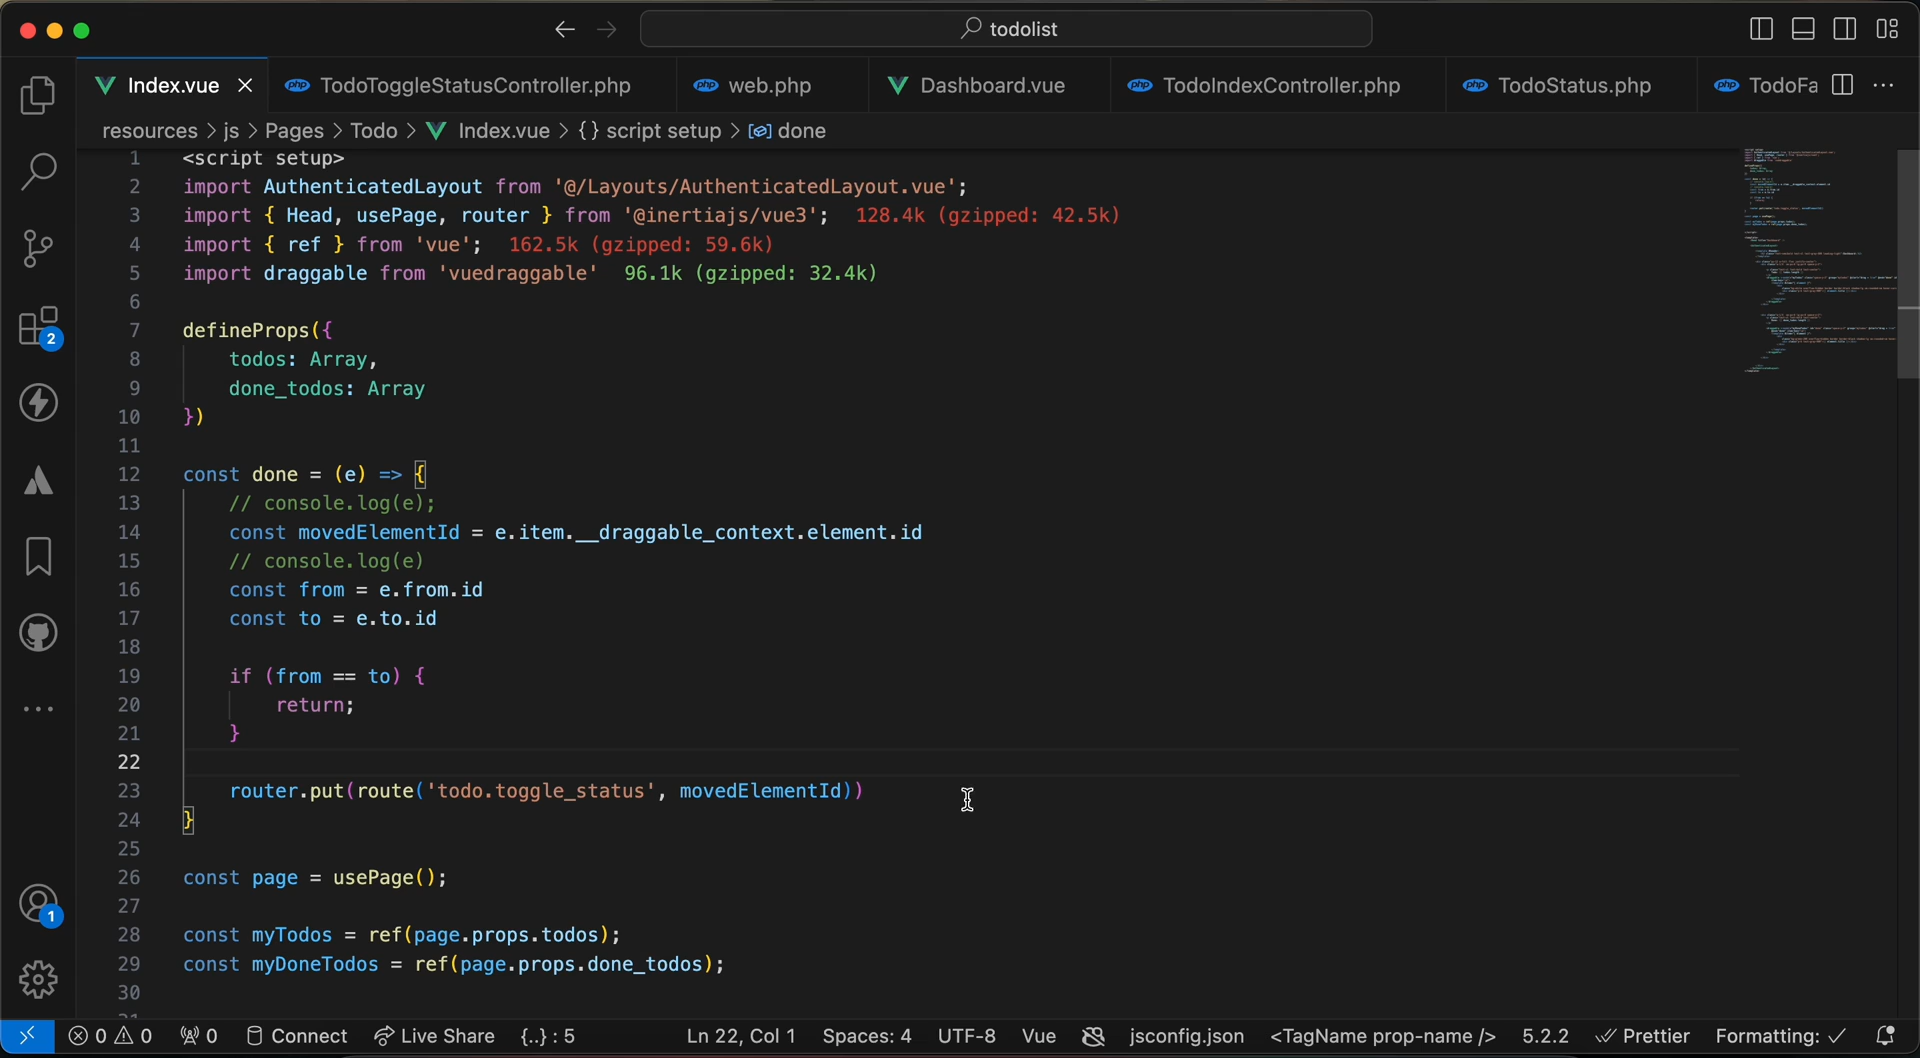 todolist
Index.vue
php TodoToggleStatusController.php
php web.php
Dashboard.vue
php TodoIndexController.php
php TodoStatus.php
php TodoFa
resources > js > Pages > Todo > Index.vue > {} script setup > done
1 <script setup>
2 import AuthenticatedLayout from '@/Layouts/AuthenticatedLayout.vue';
3 import { Head, usePage, router } from '@inertiajs/vue3'; 128.4k (gzipped: 42.5k)
4 import { ref } from 'vue'; 162.5k (gzipped: 59.6k)
5 import draggable from 'vuedraggable' 96.1k (gzipped: 32.4k)
6
7 defineProps({
8 todos: Array,
9 done_todos: Array
10 })
11
12 const done = (e) => {
13 // console.log(e);
14 const movedElementId = e.item.__draggable_context.element.id
15 // console.log(e)
16 const from = e.from.id
17 const to = e.to.id
18
19 if (from == to) {
20 return;
21 }
22
23 router.put(route('todo.toggle_status', movedElementId))
24 }
25
26 const page = usePage();
27
28 const myTodos = ref(page.props.todos);
29 const myDoneTodos = ref(page.props.done_todos);
30
2
1
0 0 0 Connect Live Share {..} : 5 Ln 22, Col 1 Spaces: 4 UTF-8 Vue jsconfig.json <TagName prop-name /> 5.2.2 Prettier Formatting: ✓